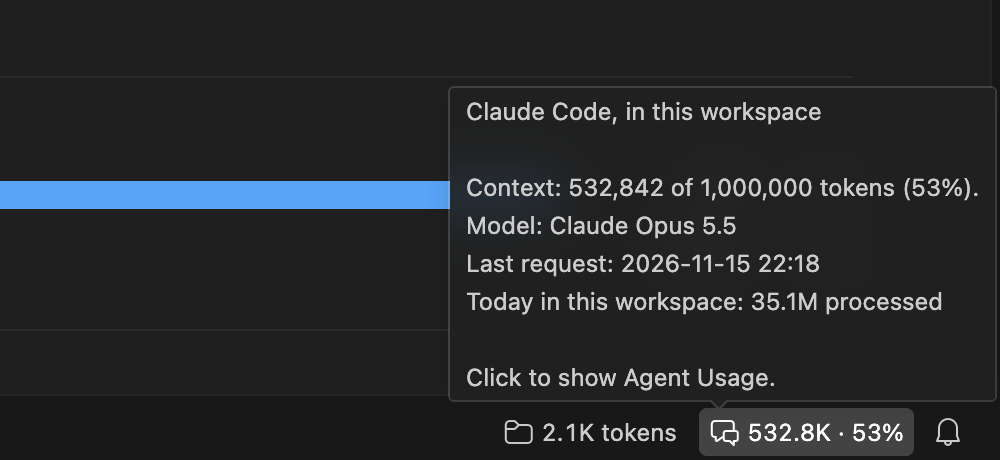 Claude Code, in this workspace
Context: 532,842 of 1,000,000 tokens (53%).
Model: Claude Opus 5.5
Last request: 2026-11-15 22:18
Today in this workspace: 35.1M processed
Click to show Agent Usage.
2.1K tokens 532.8K · 53%